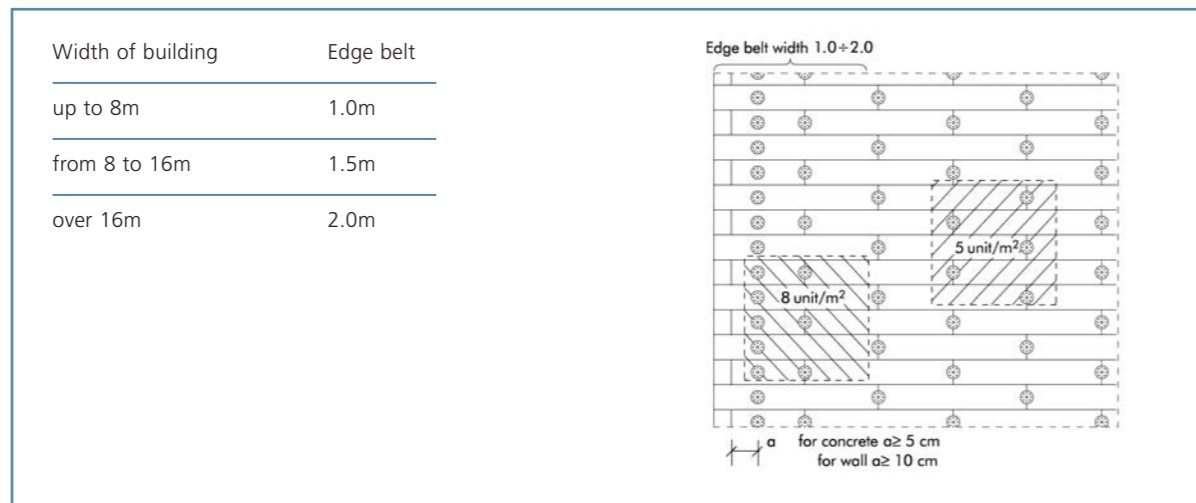 Width of building Edge belt
up to 8m 1.0m
from 8 to 16m 1.5m
over 16m 2.0m
Edge belt width 1.0÷2.0
5 unit/m²
8 unit/m²
a for concrete a≥ 5 cm
for wall a≥ 10 cm